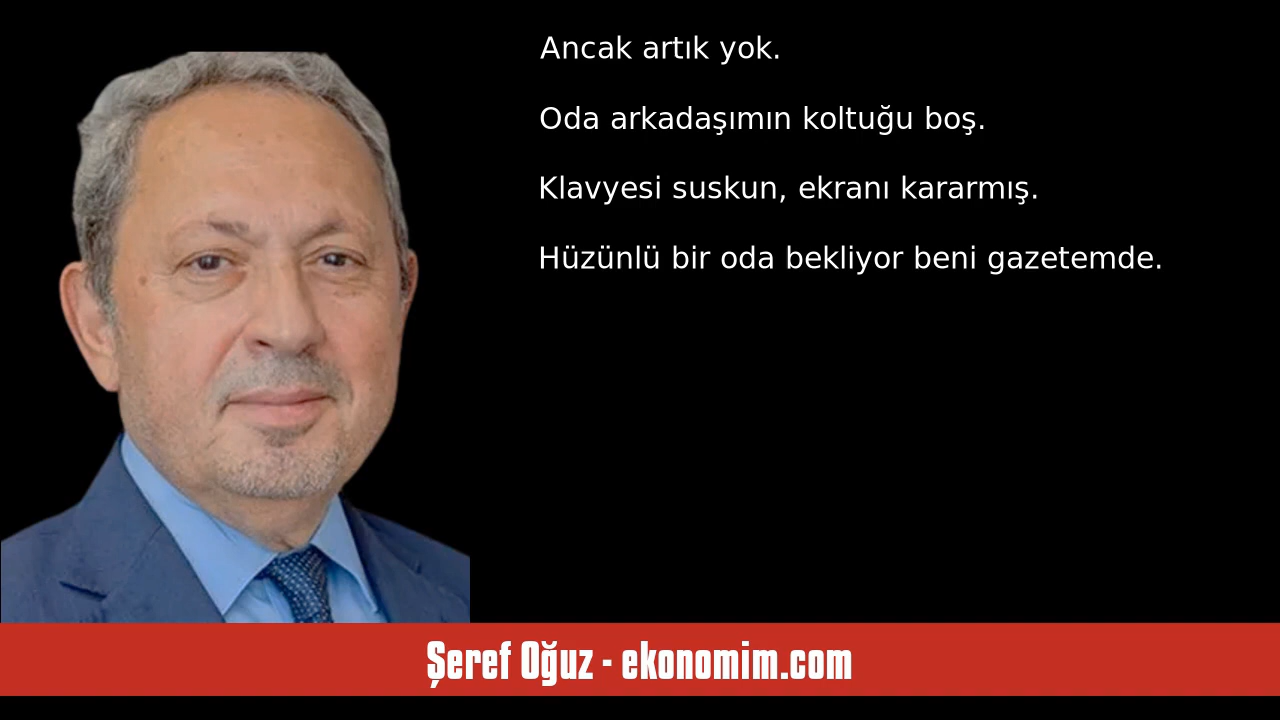 Ancak artık yok.
Oda arkadaşımın koltuğu boş.
Klavyesi suskun, ekranı kararmış.
Hüzünlü bir oda bekliyor beni gazetemde.
Şeref Oğuz - ekonomim.com